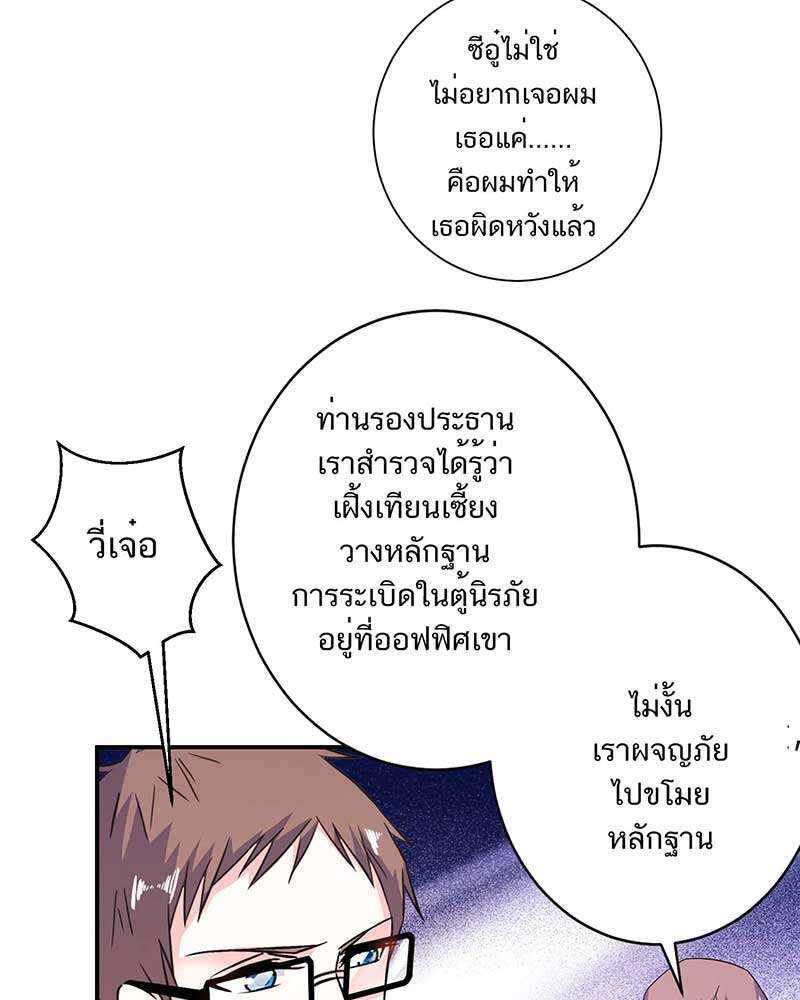 ซีอู๋ไม่ใช่
ไม่อยากเจอผม
เธอแค่......
คือผมทำให้
เธอผิดหวังแล้ว
ท่านรองประธาน
เราสำรวจได้รู้ว่า
เฝิ้งเทียนเซี้ยง
วางหลักฐาน
การระเบิดในตู้นิรภัย
อยู่ที่ออฟฟิศเขา
วี่เจ๋อ
ไม่งั้น
เราผจญภัย
ไปขโมย
หลักฐาน